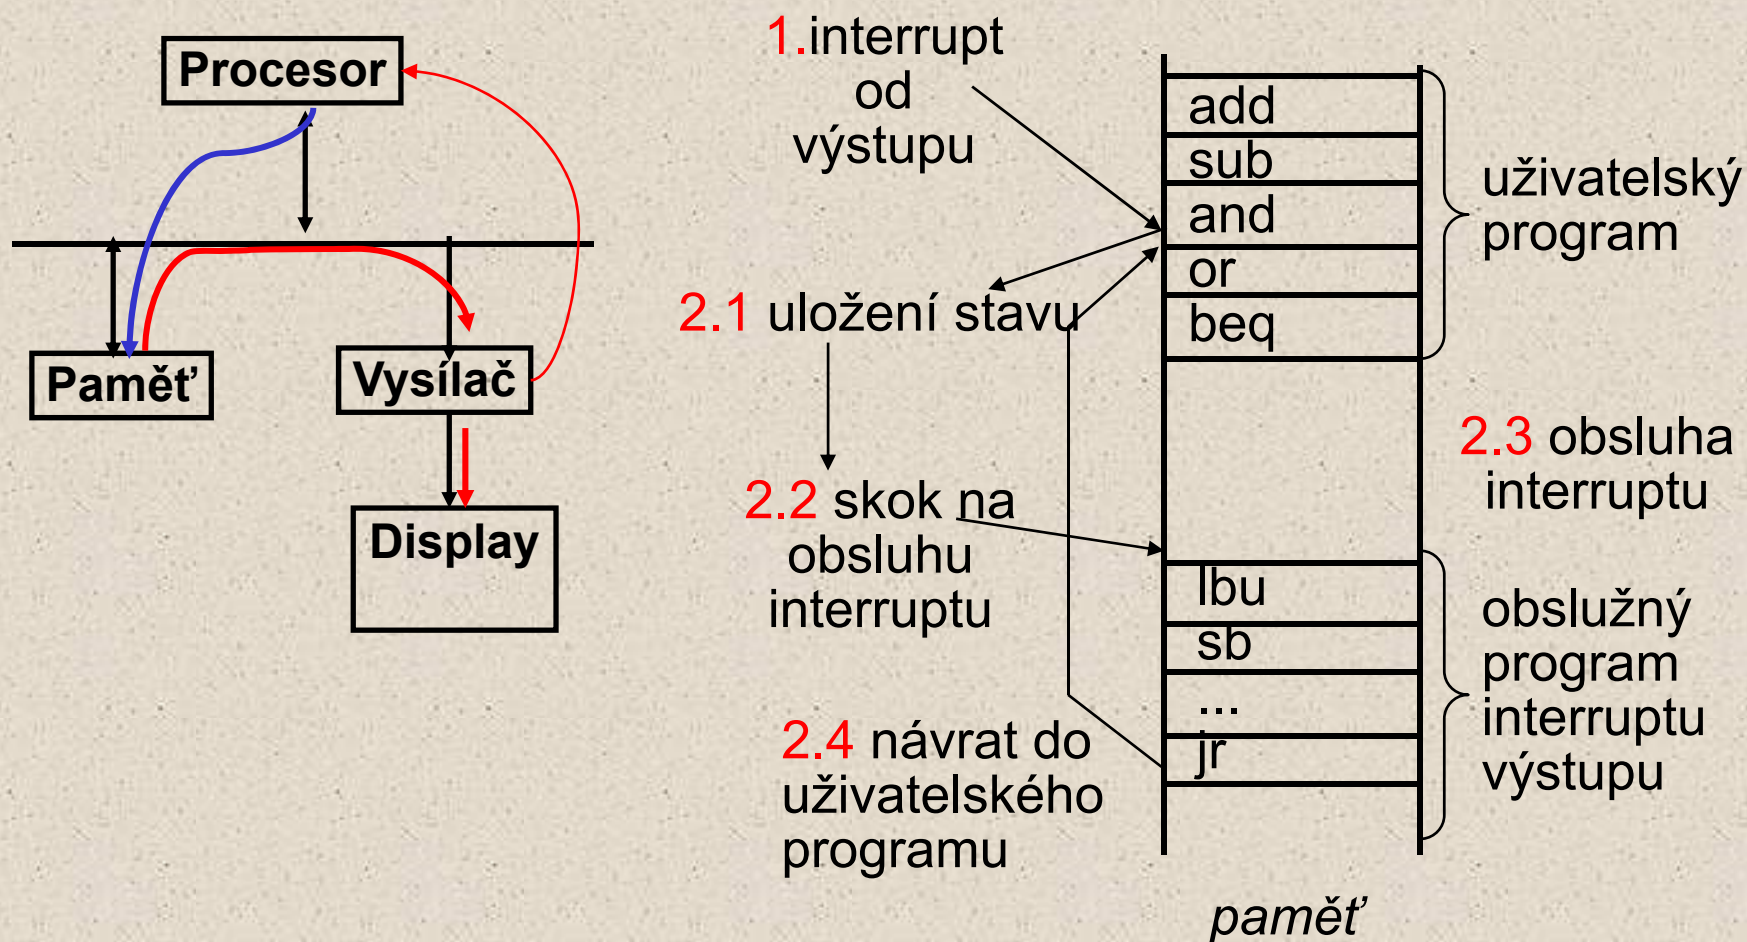 Procesor
Paměť
Vysílač
Display
1.interrupt
od
výstupu
2.1 uložení stavu
2.2 skok na
obsluhu
interruptu
2.4 návrat do
uživatelského
programu
add
sub
and
or
beq
lbu
sb
...
jr
paměť
uživatelský
program
2.3 obsluha
interruptu
obslužný
program
interruptu
výstupu